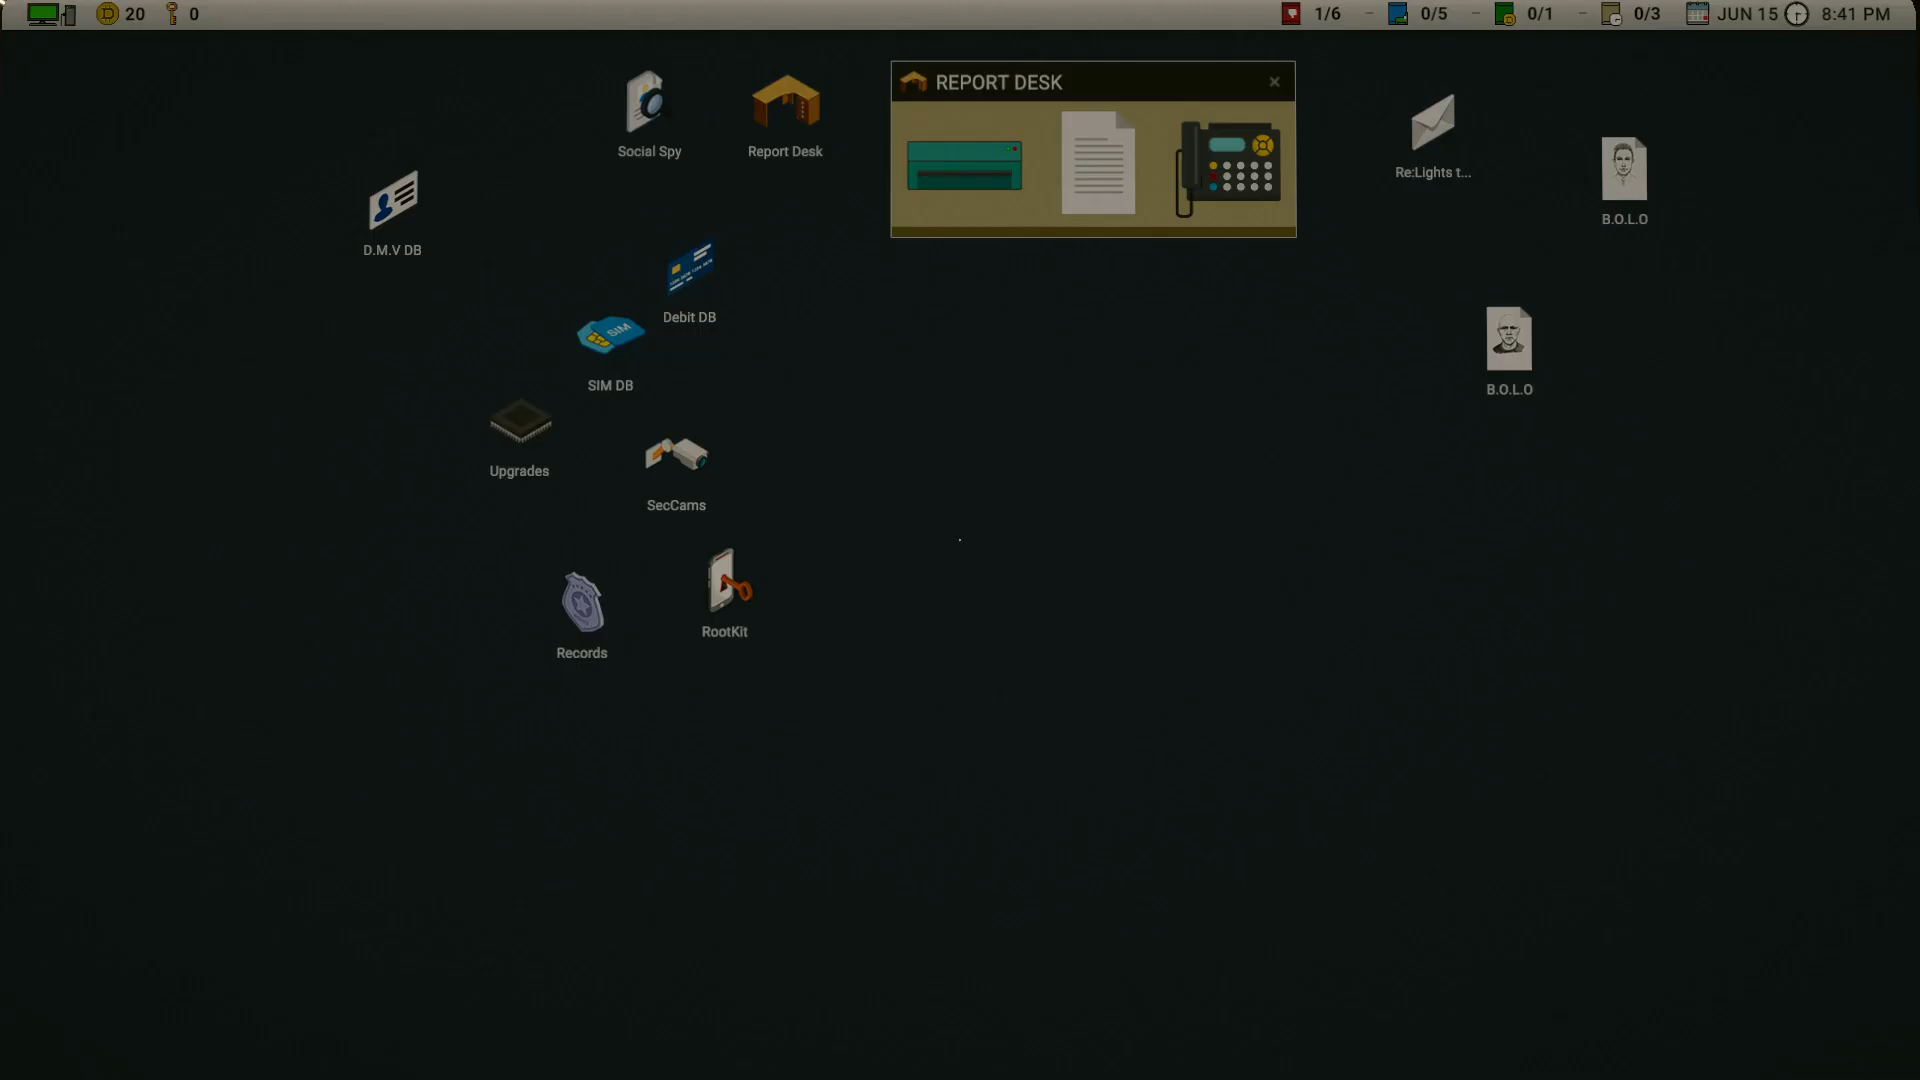 20
0
1/6
0/5
0/1
0/3
JUN 15
8:41 PM
Social Spy
Report Desk
REPORT DESK
Re:Lights t...
B.O.L.O
D.M.V DB
Debit DB
SIM
SIM DB
B.O.L.O
Upgrades
SecCams
RootKit
Records